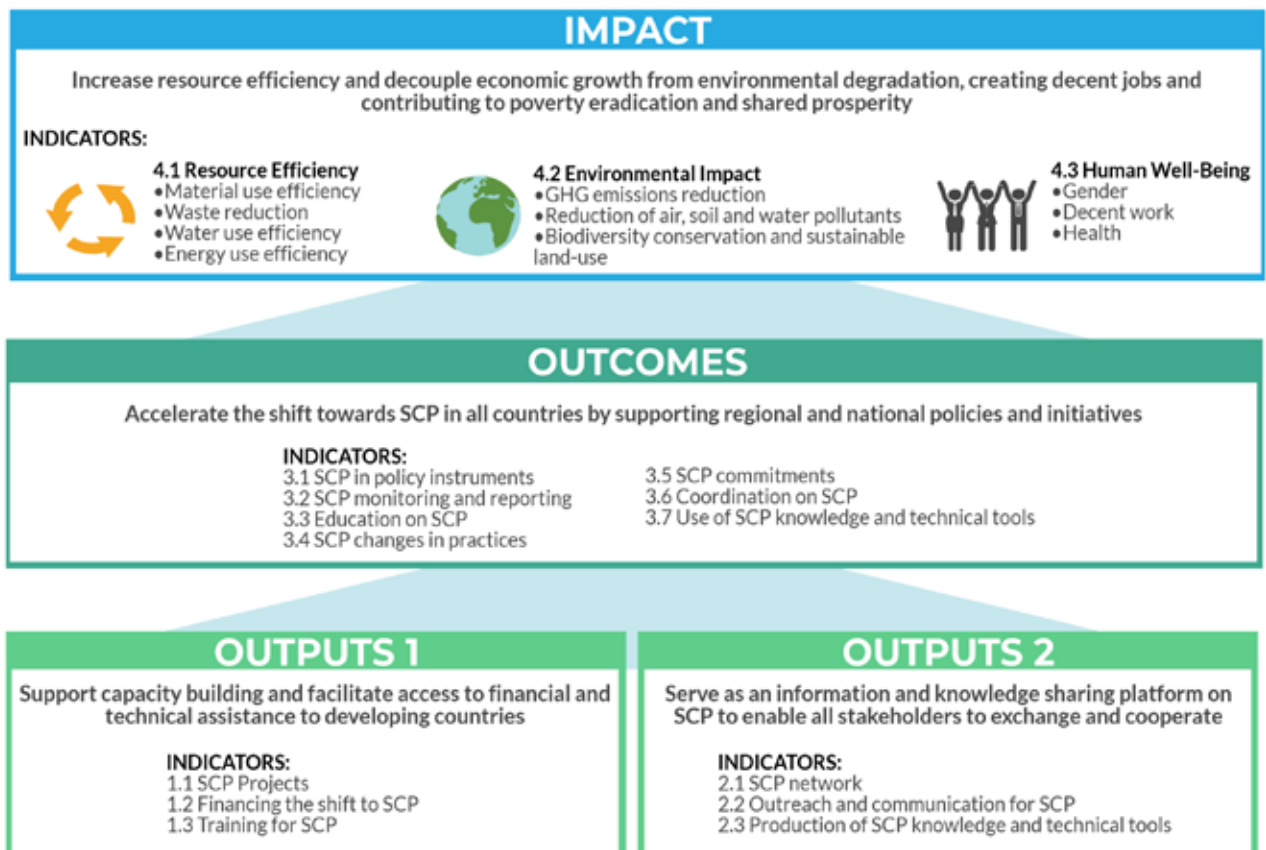 IMPACT
Increase resource efficiency and decouple economic growth from environmental degradation, creating decent jobs and
contributing to poverty eradication and shared prosperity
INDICATORS:
4.1 Resource Efficiency
•Material use efficiency
•Waste reduction
•Water use efficiency
•Energy use efficiency
4.2 Environmental Impact
•GHG emissions reduction
•Reduction of air, soil and water pollutants
•Biodiversity conservation and sustainable
land-use
4.3 Human Well-Being
•Gender
•Decent work
•Health
OUTCOMES
Accelerate the shift towards SCP in all countries by supporting regional and national policies and initiatives
INDICATORS:
3.1 SCP in policy instruments
3.2 SCP monitoring and reporting
3.3 Education on SCP
3.4 SCP changes in practices
3.5 SCP commitments
3.6 Coordination on SCP
3.7 Use of SCP knowledge and technical tools
OUTPUTS 1
Support capacity building and facilitate access to financial and
technical assistance to developing countries
INDICATORS:
1.1 SCP Projects
1.2 Financing the shift to SCP
1.3 Training for SCP
OUTPUTS 2
Serve as an information and knowledge sharing platform on
SCP to enable all stakeholders to exchange and cooperate
INDICATORS:
2.1 SCP network
2.2 Outreach and communication for SCP
2.3 Production of SCP knowledge and technical tools